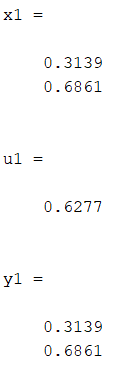 x1 =
0.3139
0.6861
u1 =
0.6277
y1 =
0.3139
0.6861